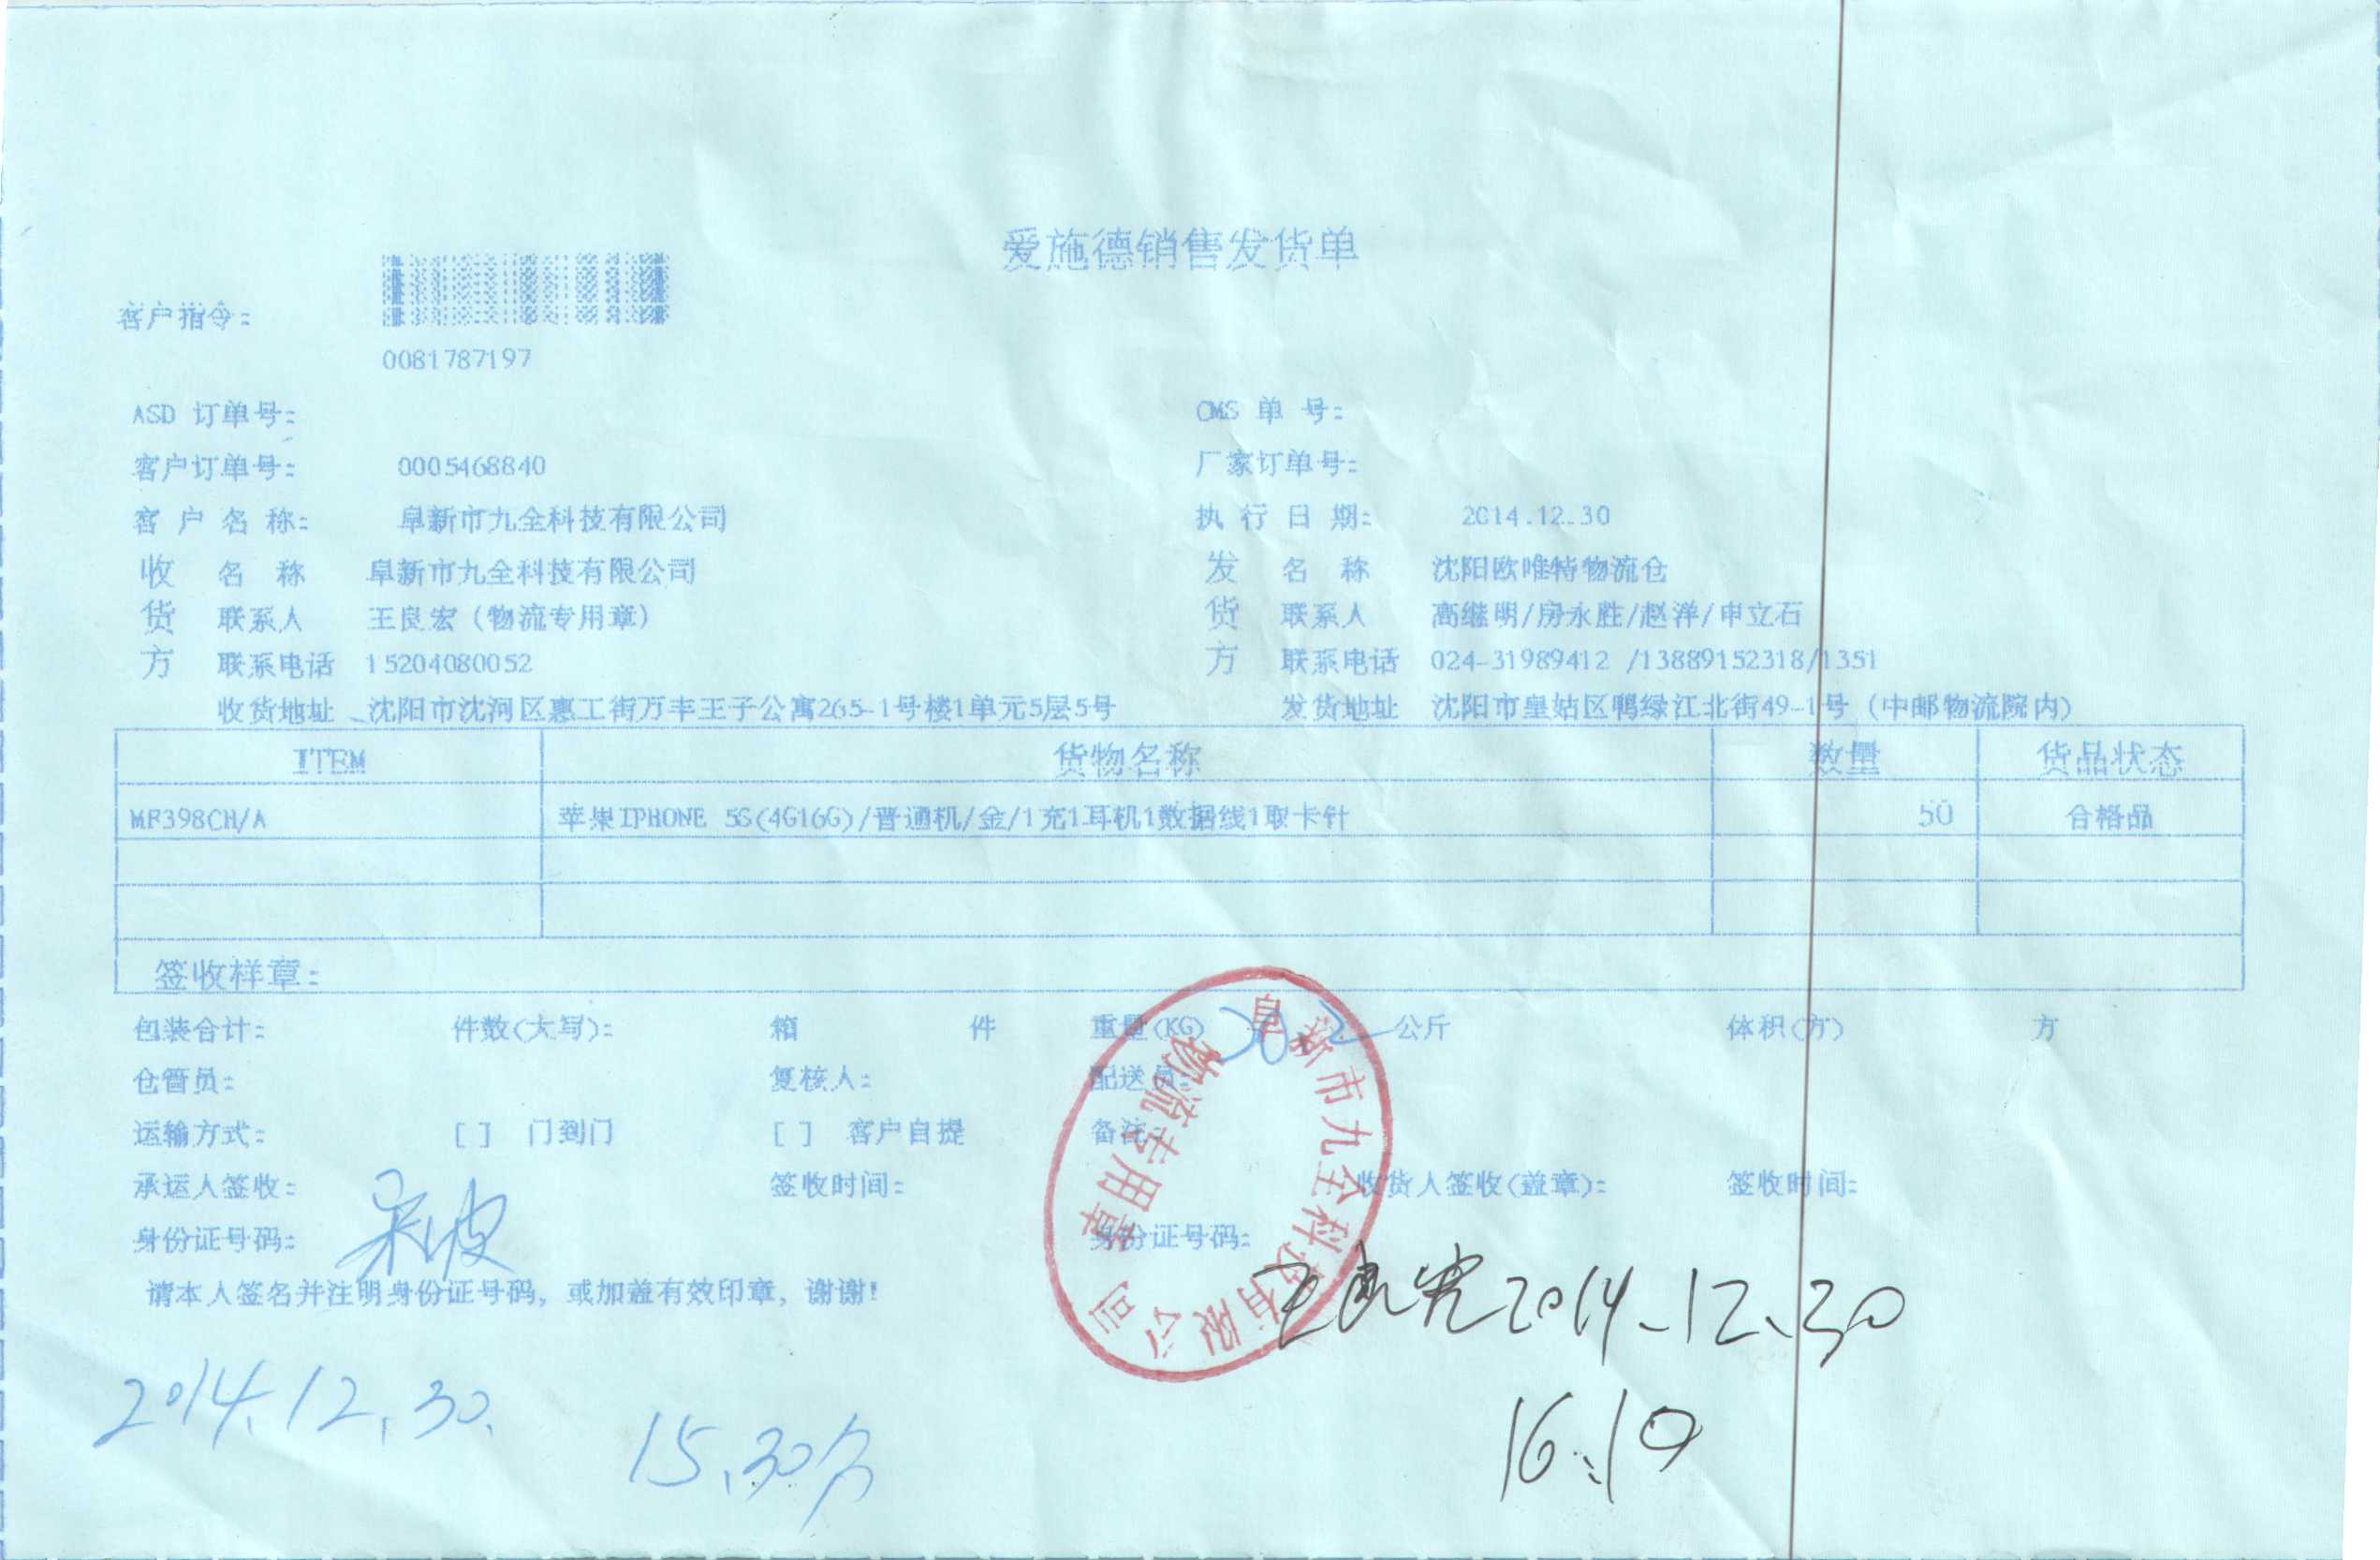 爱施德销售发货单
客户指令:
0081787197
ASD 订单号: CMS 单 号:
客户订单号: 0005468840 厂家订单号:
客 户 名 称: 阜新市九全科技有限公司 执 行 日 期: 2014.12.30
收 名 称 阜新市九全科技有限公司 发 名 称 沈阳欧唯特物流仓
货 联系人 王良宏(物流专用章) 货 联系人 高继明/房永胜/赵洋/申立石
方 联系电话 15204080052 方 联系电话 024-31989412 /13889152318/1351
收货地址 、沈阳市沈河区惠工街万丰王子公寓265-1号楼1单元5层5号 发货地址 沈阳市皇姑区鸭绿江北街49-1号 (中邮物流院内)
ITEM 货物名称 数量 货品状态
MF398CH/A 苹果IPHONE 5S(4G16G)/普通机/金/1充1耳机1数据线1取卡针 50 合格品
签收样章:
包装合计: 件数(大写): 箱 件 重量(KG) 20.2 公斤 体积(方) 方
仓管员: 复核人: 配送员:
运输方式: [ ] 门到门 [ ] 客户自提 备注:
承运人签收: 签收时间: 收货人签收(盖章): 签收时间:
身份证号码: 身份证号码:
请本人签名并注明身份证号码, 或加盖有效印章, 谢谢!
阜新市九全科技有限公司
物流专用章
王良宏 2014.12.30
16:10
2014.12.30.
15.30分